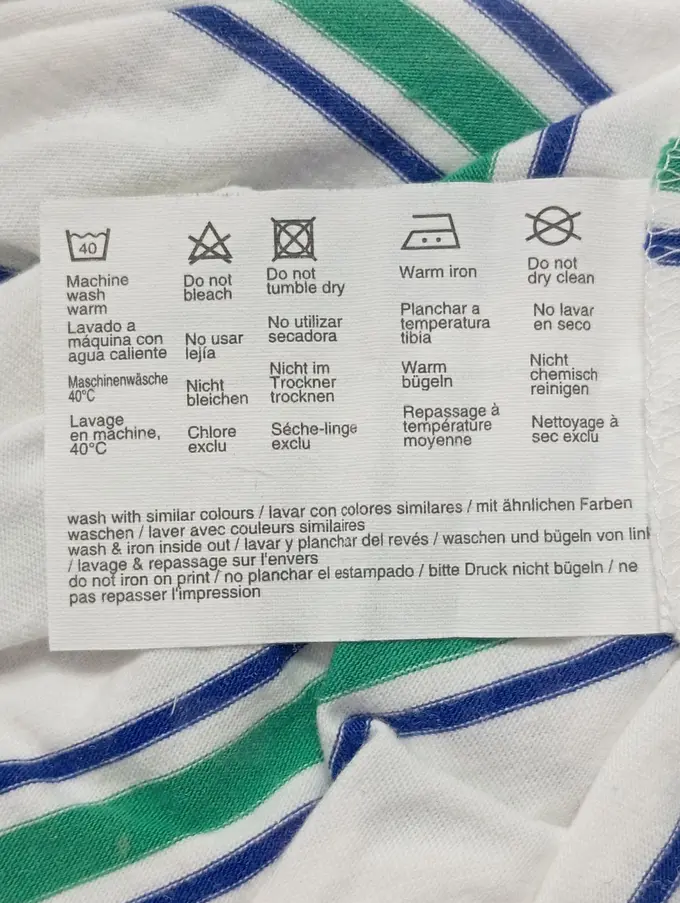 40
Machine
wash
warm
Lavado a
máquina con
agua caliente
Maschinenwäsche
40°C
Lavage
en machine,
40°C
Do not
bleach
No usar
lejía
Nicht
bleichen
Chlore
exclu
Do not
tumble dry
No utilizar
secadora
Nicht im
Trockner
trocknen
Séche-linge
exclu
Warm iron
Planchar a
temperatura
tibia
Warm
bügeln
Repassage à
température
moyenne
Do not
dry clean
No lavar
en seco
Nicht
chemisch
reinigen
Nettoyage à
sec exclu
wash with similar colours / lavar con colores similares / mit ähnlichen Farben
waschen / laver avec couleurs similaires
wash & iron inside out / lavar y planchar del revés / waschen und bügeln von link
/ lavage & repassage sur l'envers
do not iron on print / no planchar el estampado / bitte Druck nicht bügeln / ne
pas repasser l'impression